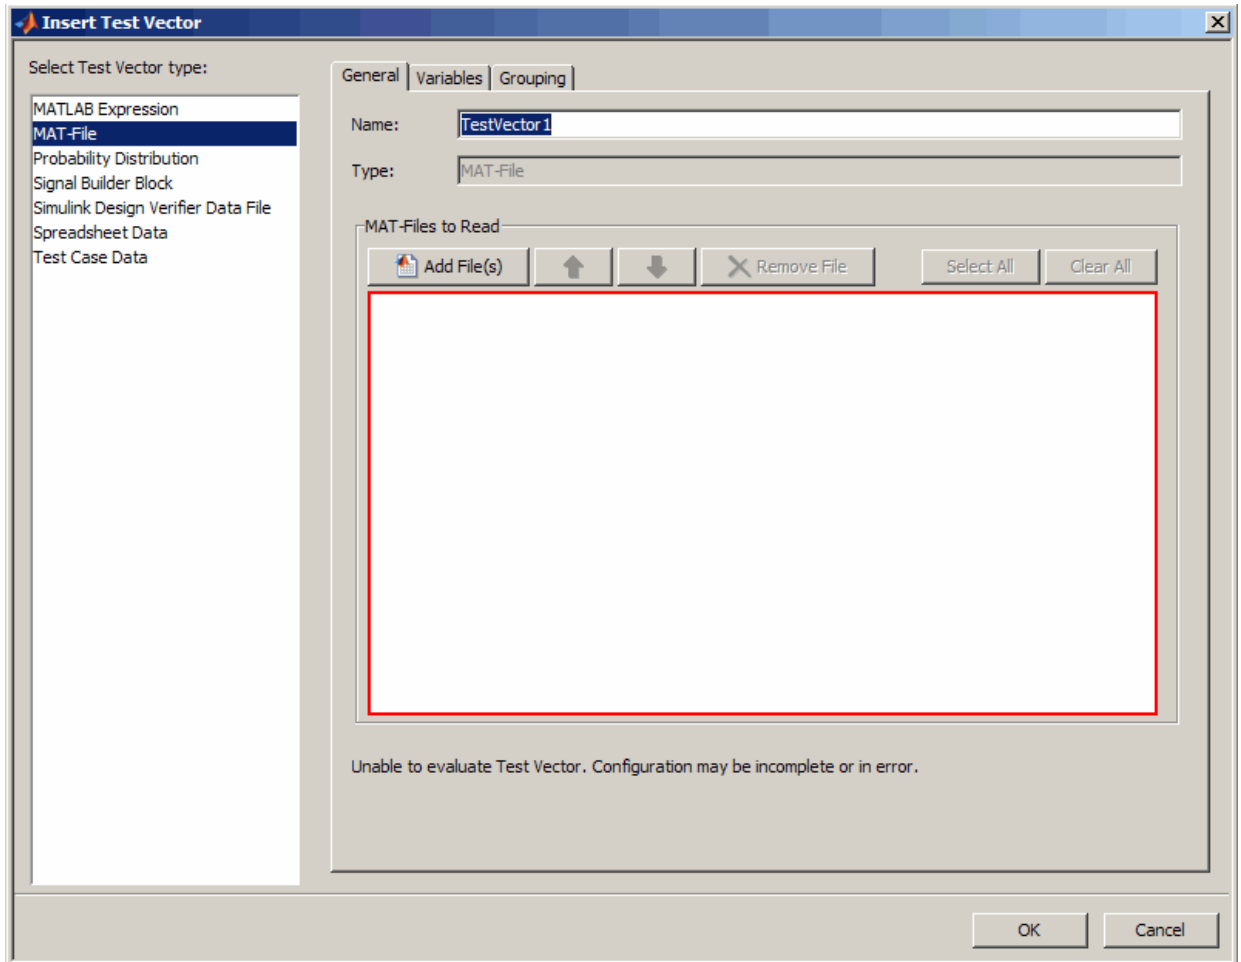 Insert Test Vector
Select Test Vector type:
MATLAB Expression
MAT-File
Probability Distribution
Signal Builder Block
Simulink Design Verifier Data File
Spreadsheet Data
Test Case Data
General Variables Grouping
Name: TestVector1
Type: MAT-File
MAT-Files to Read
Add File(s) Remove File Select All Clear All
Unable to evaluate Test Vector. Configuration may be incomplete or in error.
OK Cancel